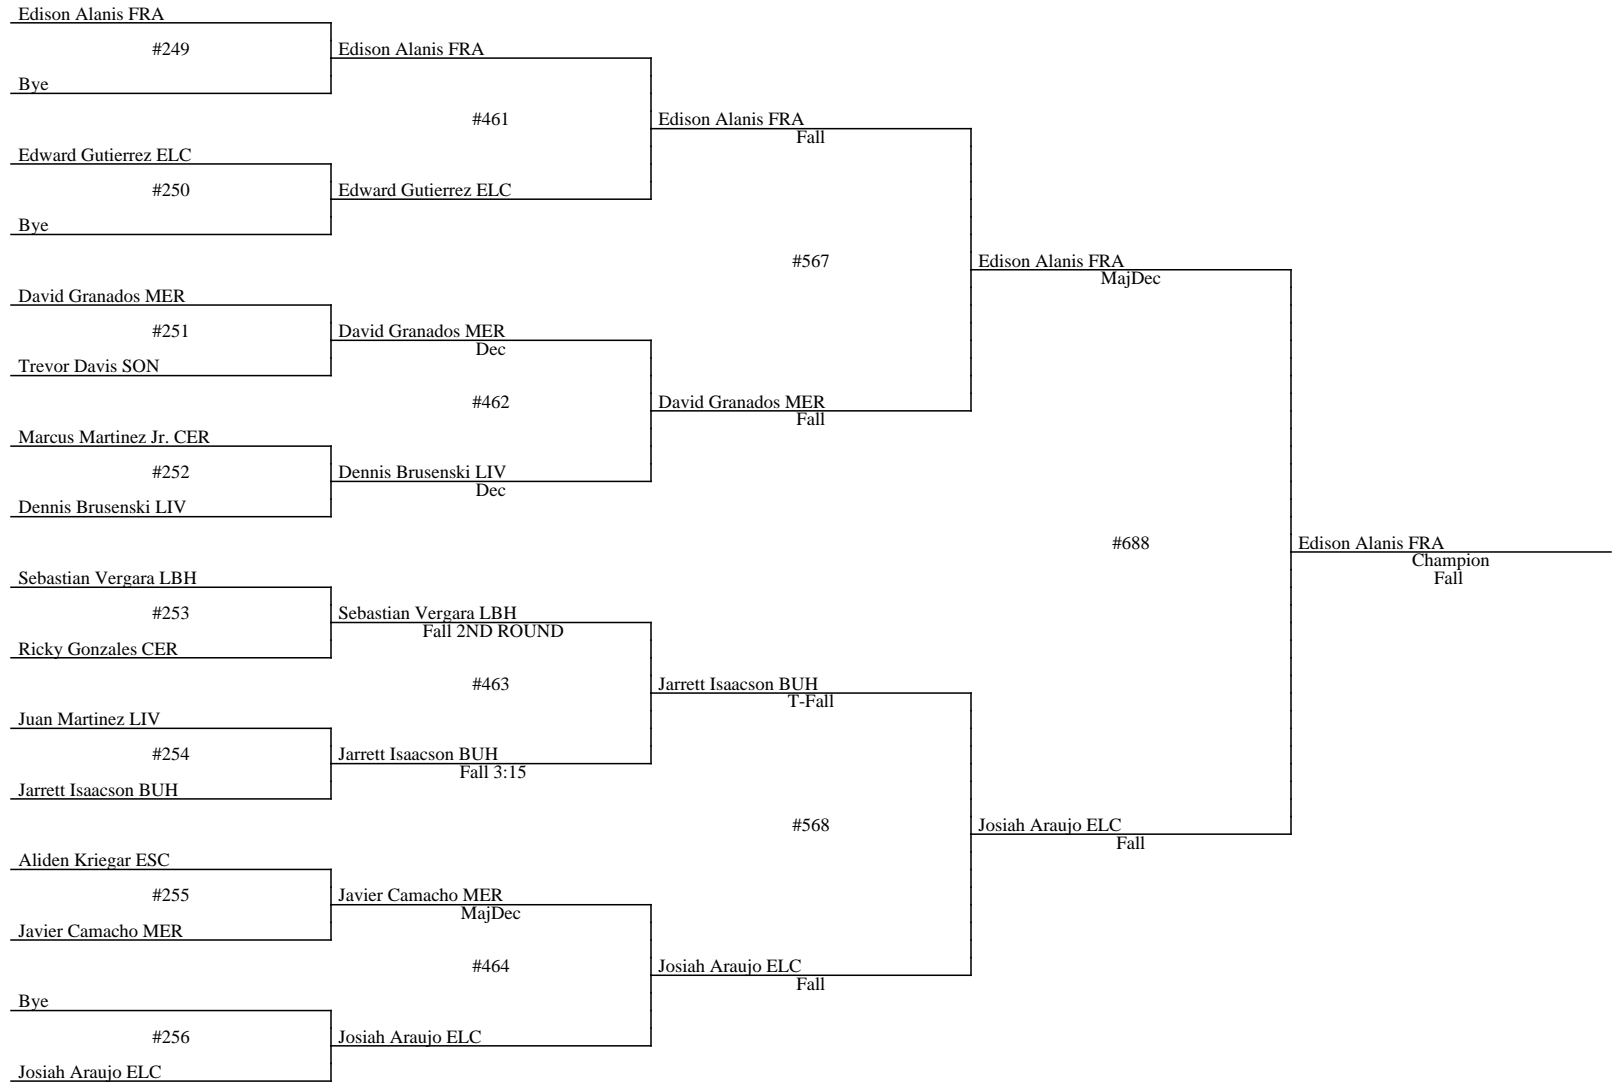 Edison Alanis FRA
#249
Bye
Edison Alanis FRA
#461
Edward Gutierrez ELC
#250
Bye
Edward Gutierrez ELC
Edison Alanis FRA
Fall
#567
David Granados MER
#251
Trevor Davis SON
David Granados MER
Dec
#462
Marcus Martinez Jr. CER
#252
Dennis Brusenski LIV
Dennis Brusenski LIV
Dec
David Granados MER
Fall
Edison Alanis FRA
MajDec
#688
Sebastian Vergara LBH
#253
Ricky Gonzales CER
Sebastian Vergara LBH
Fall 2ND ROUND
#463
Juan Martinez LIV
#254
Jarrett Isaacson BUH
Jarrett Isaacson BUH
Fall 3:15
Jarrett Isaacson BUH
T-Fall
#568
Aliden Kriegar ESC
#255
Javier Camacho MER
Javier Camacho MER
MajDec
#464
Bye
#256
Josiah Araujo ELC
Josiah Araujo ELC
Josiah Araujo ELC
Fall
Josiah Araujo ELC
Fall
Edison Alanis FRA
Champion
Fall